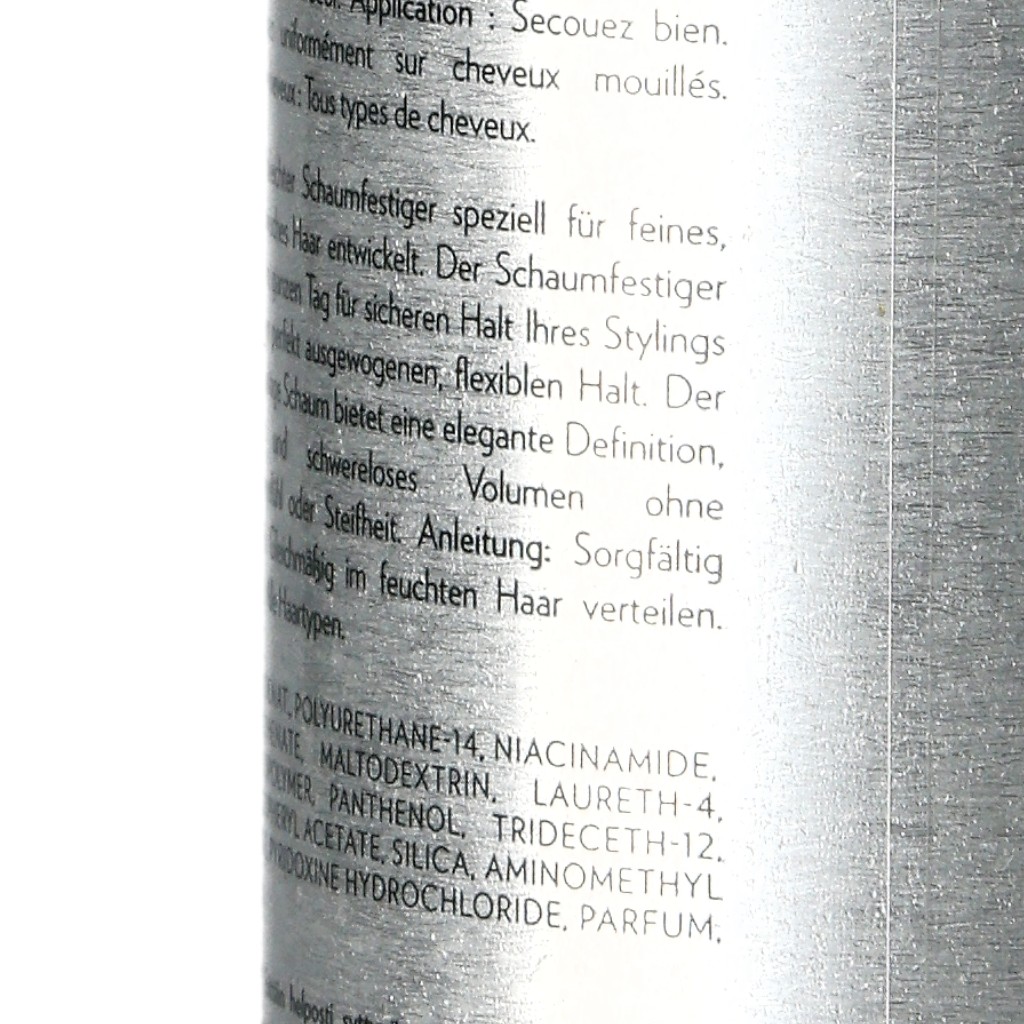 Application : Secouez bien.
uniformément sur cheveux mouillés.
: Tous types de cheveux.
Schaumfestiger speziell für feines,
Haar entwickelt. Der Schaumfestiger
Tag für sicheren Halt Ihres Stylings
ausgewogenen, flexiblen Halt. Der
Schaum bietet eine elegante Definition,
schwereloses Volumen ohne
oder Steifheit. Anleitung: Sorgfältig
im feuchten Haar verteilen.
Haartypen.
POLYURETHANE-14, NIACINAMIDE,
MALTODEXTRIN, LAURETH-4,
PANTHENOL, TRIDECETH-12,
ACETATE, SILICA, AMINOMETHYL
PYRIDOXINE HYDROCHLORIDE, PARFUM,
helposti